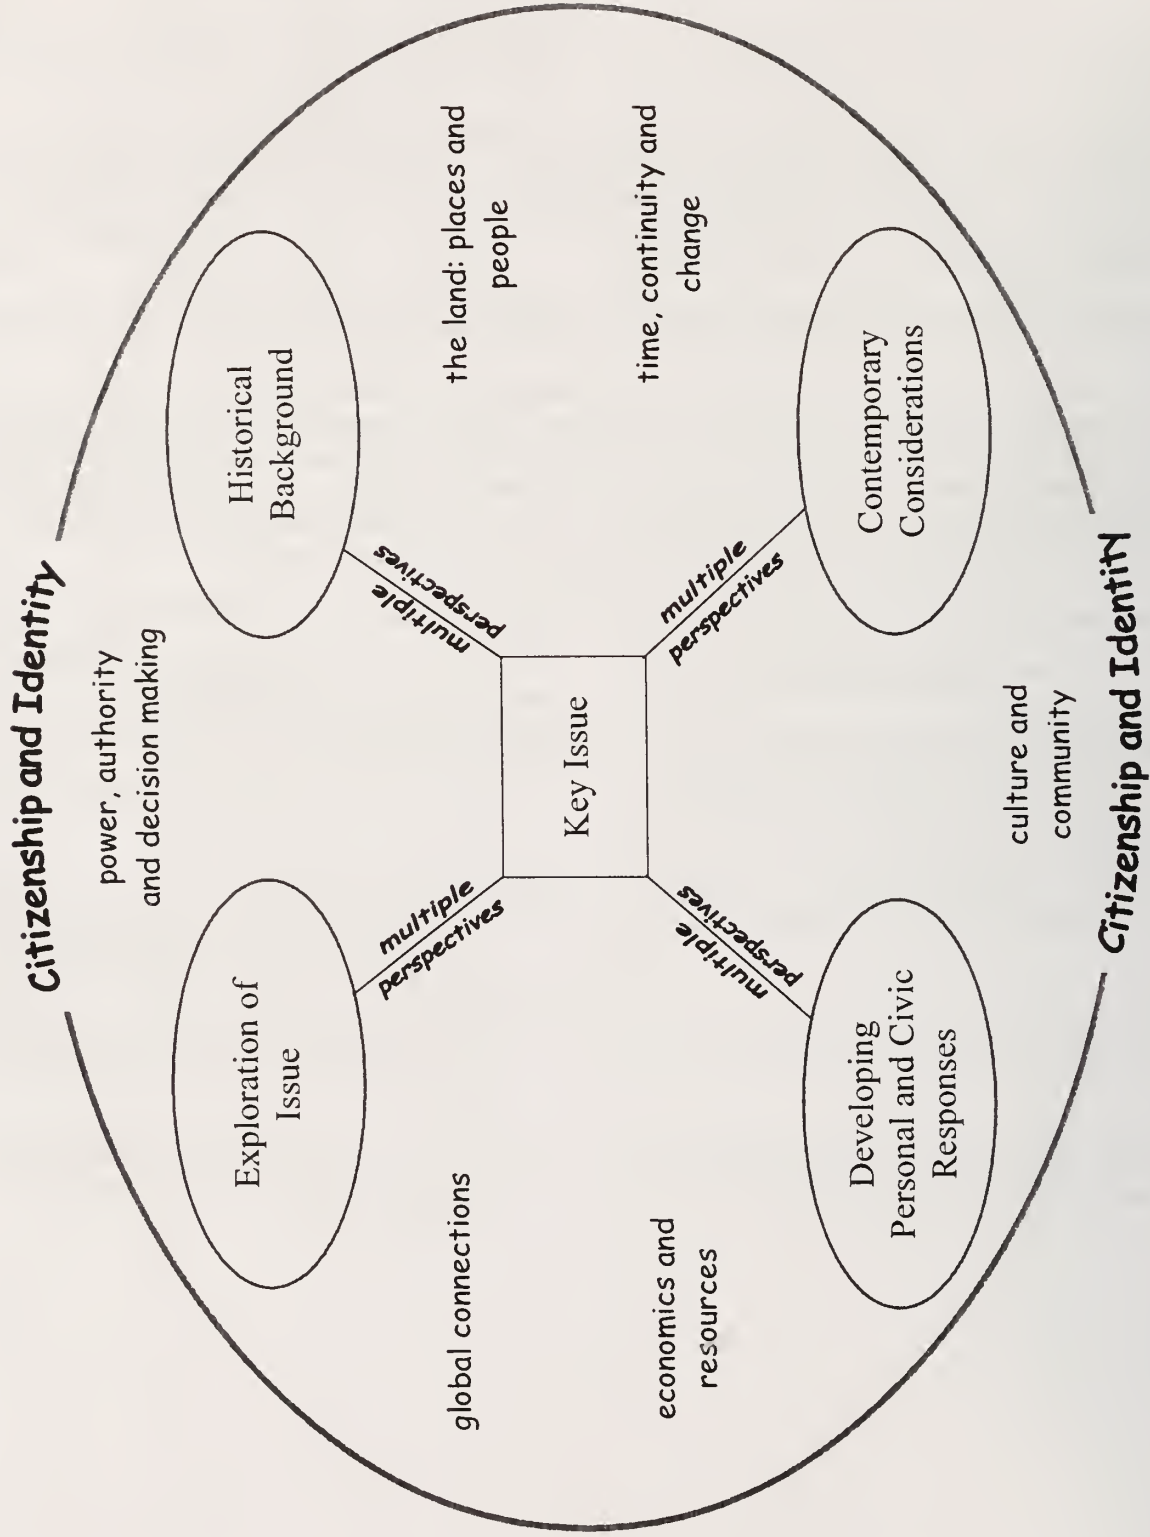 Citizenship and Identity
power, authority
and decision making
Exploration of
Issue
Historical
Background
multiple
perspectives
multiple
perspectives
global connections
the land: places and
people
Key Issue
economics and
resources
time, continuity and
change
multiple
perspectives
multiple
perspectives
Developing
Personal and Civic
Responses
Contemporary
Considerations
culture and
community
Citizenship and Identity